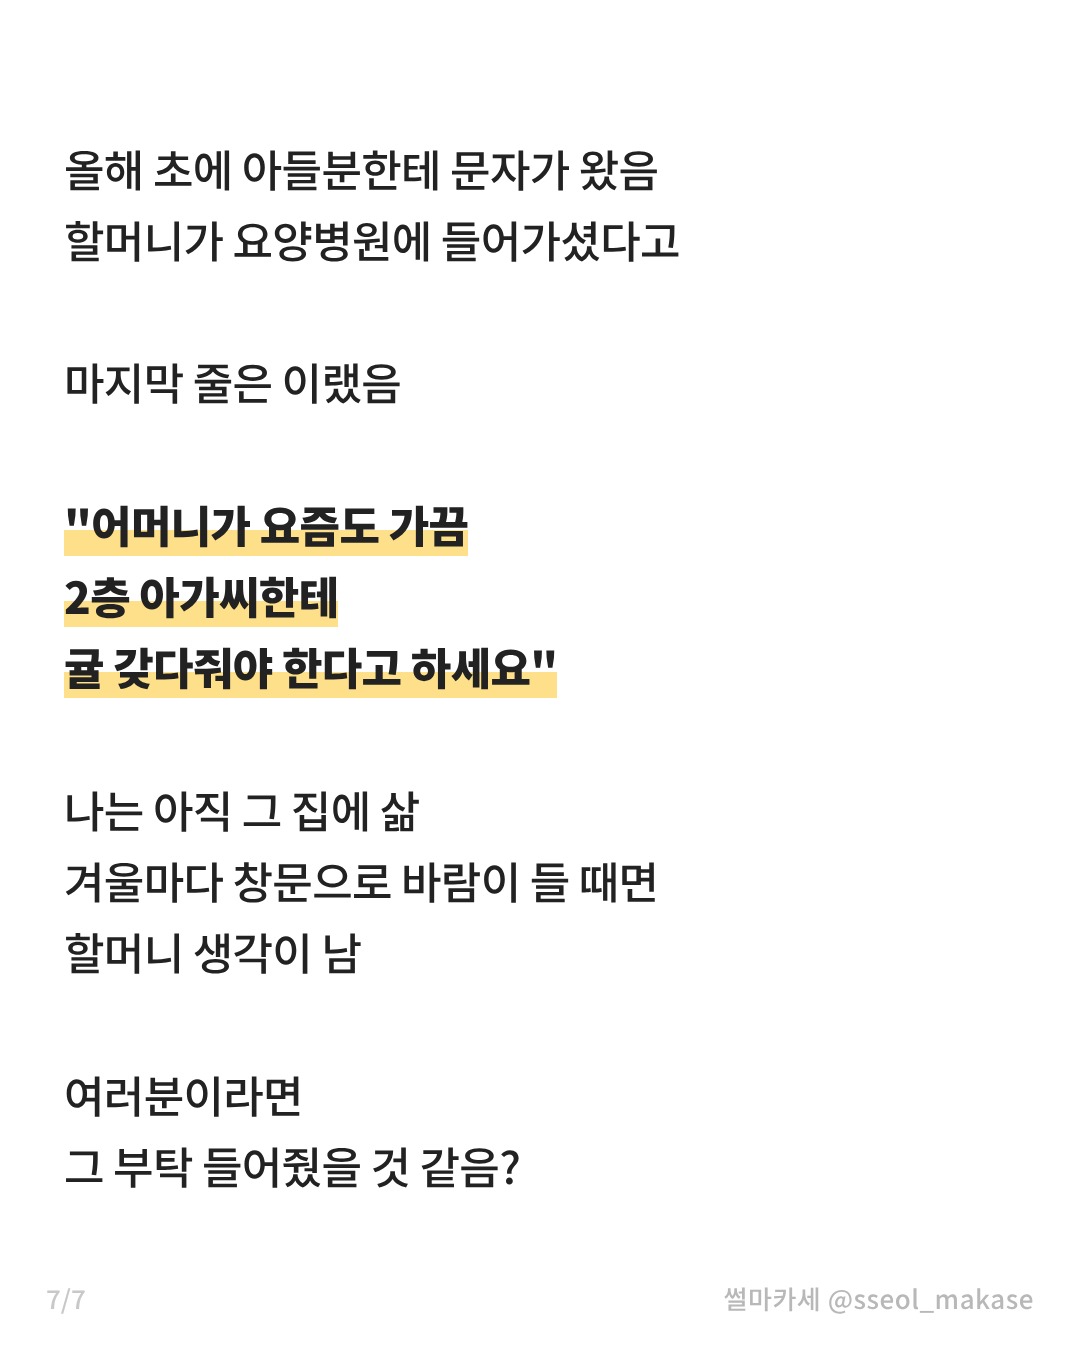 올해 초에 아들분한테 문자가 왔음
할머니가 요양병원에 들어가셨다고
마지막 줄은 이랬음
"어머니가 요즘도 가끔
2층 아가씨한테
귤 갖다줘야 한다고 하세요"
나는 아직 그 집에 삶
겨울마다 창문으로 바람이 들 때면
할머니 생각이 남
여러분이라면
그 부탁 들어줬을 것 같음?
7/7
썰마카세 @sseol_makase